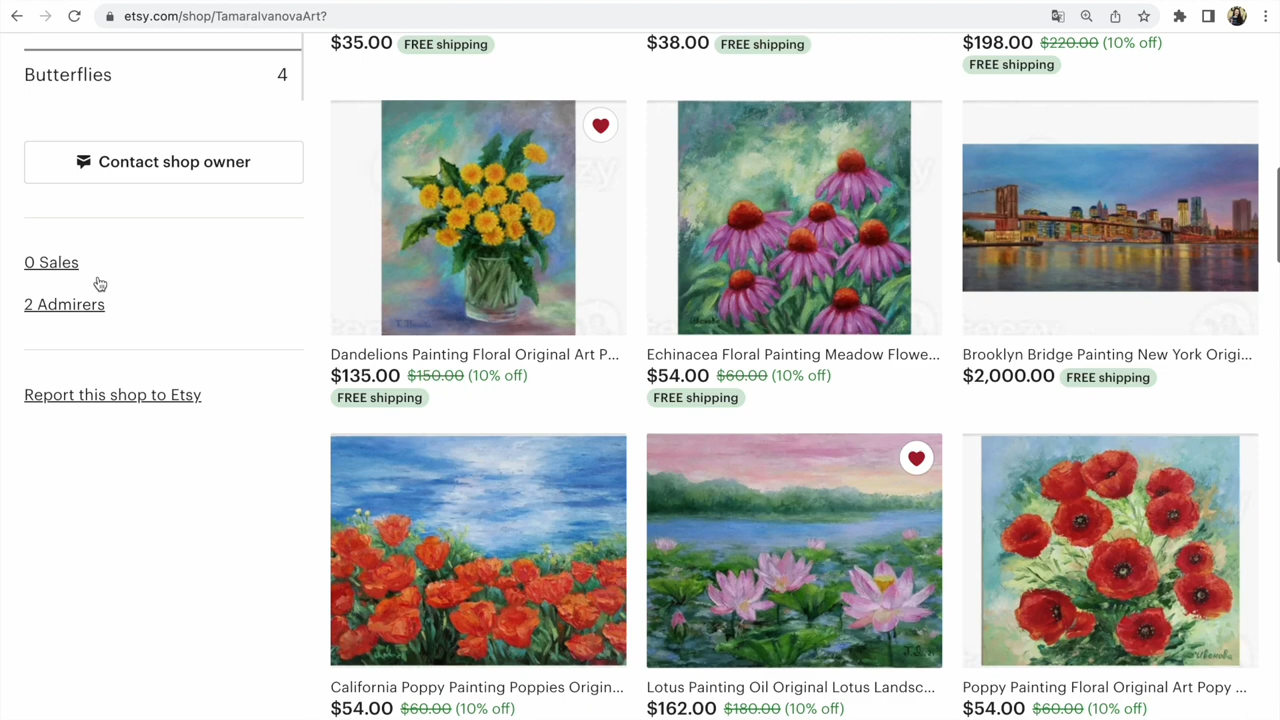 etsy.com/shop/TamaraIvanovaArt?
Butterflies 4
Contact shop owner
0 Sales
2 Admirers
Report this shop to Etsy
$35.00 FREE shipping
$38.00 FREE shipping
$198.00 $220.00 (10% off)
FREE shipping
Dandelions Painting Floral Original Art P...
$135.00 $150.00 (10% off)
FREE shipping
Echinacea Floral Painting Meadow Flowe...
$54.00 $60.00 (10% off)
FREE shipping
Brooklyn Bridge Painting New York Origi...
$2,000.00 FREE shipping
California Poppy Painting Poppies Origin...
$54.00 $60.00 (10% off)
Lotus Painting Oil Original Lotus Landsc...
$162.00 $180.00 (10% off)
Poppy Painting Floral Original Art Popy ...
$54.00 $60.00 (10% off)